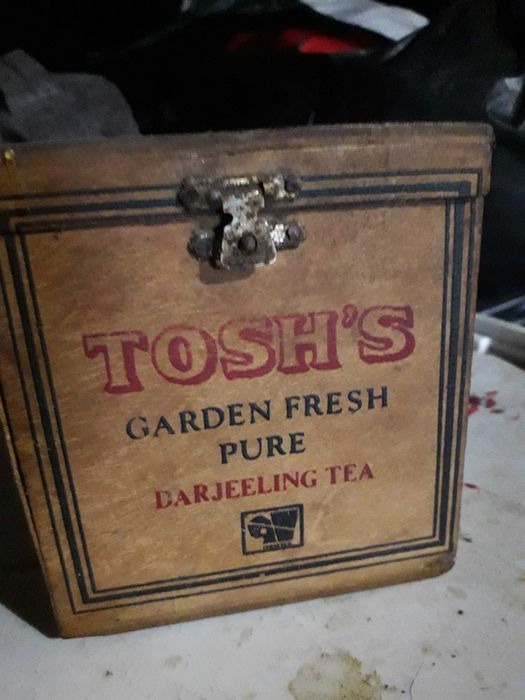 TOSH'S
GARDEN FRESH
PURE
DARJEELING TEA